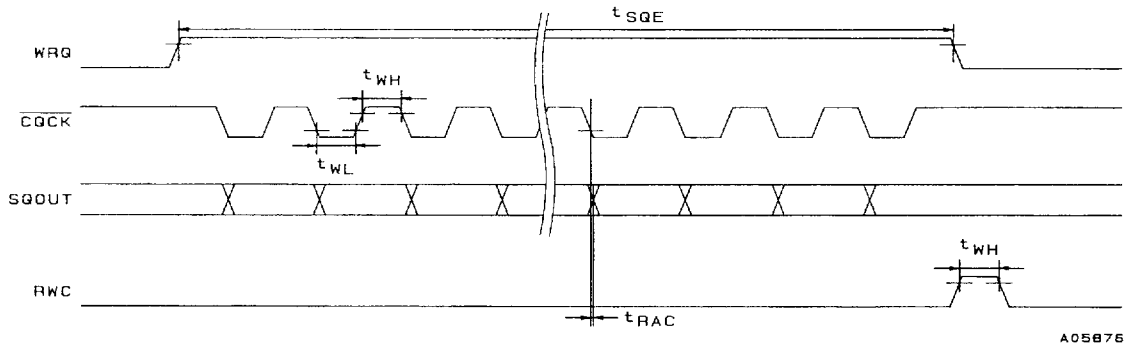 tSQE
WRQ
tWH
CQCK
tWL
SQOUT
tWH
RWC
tRAC
A05876